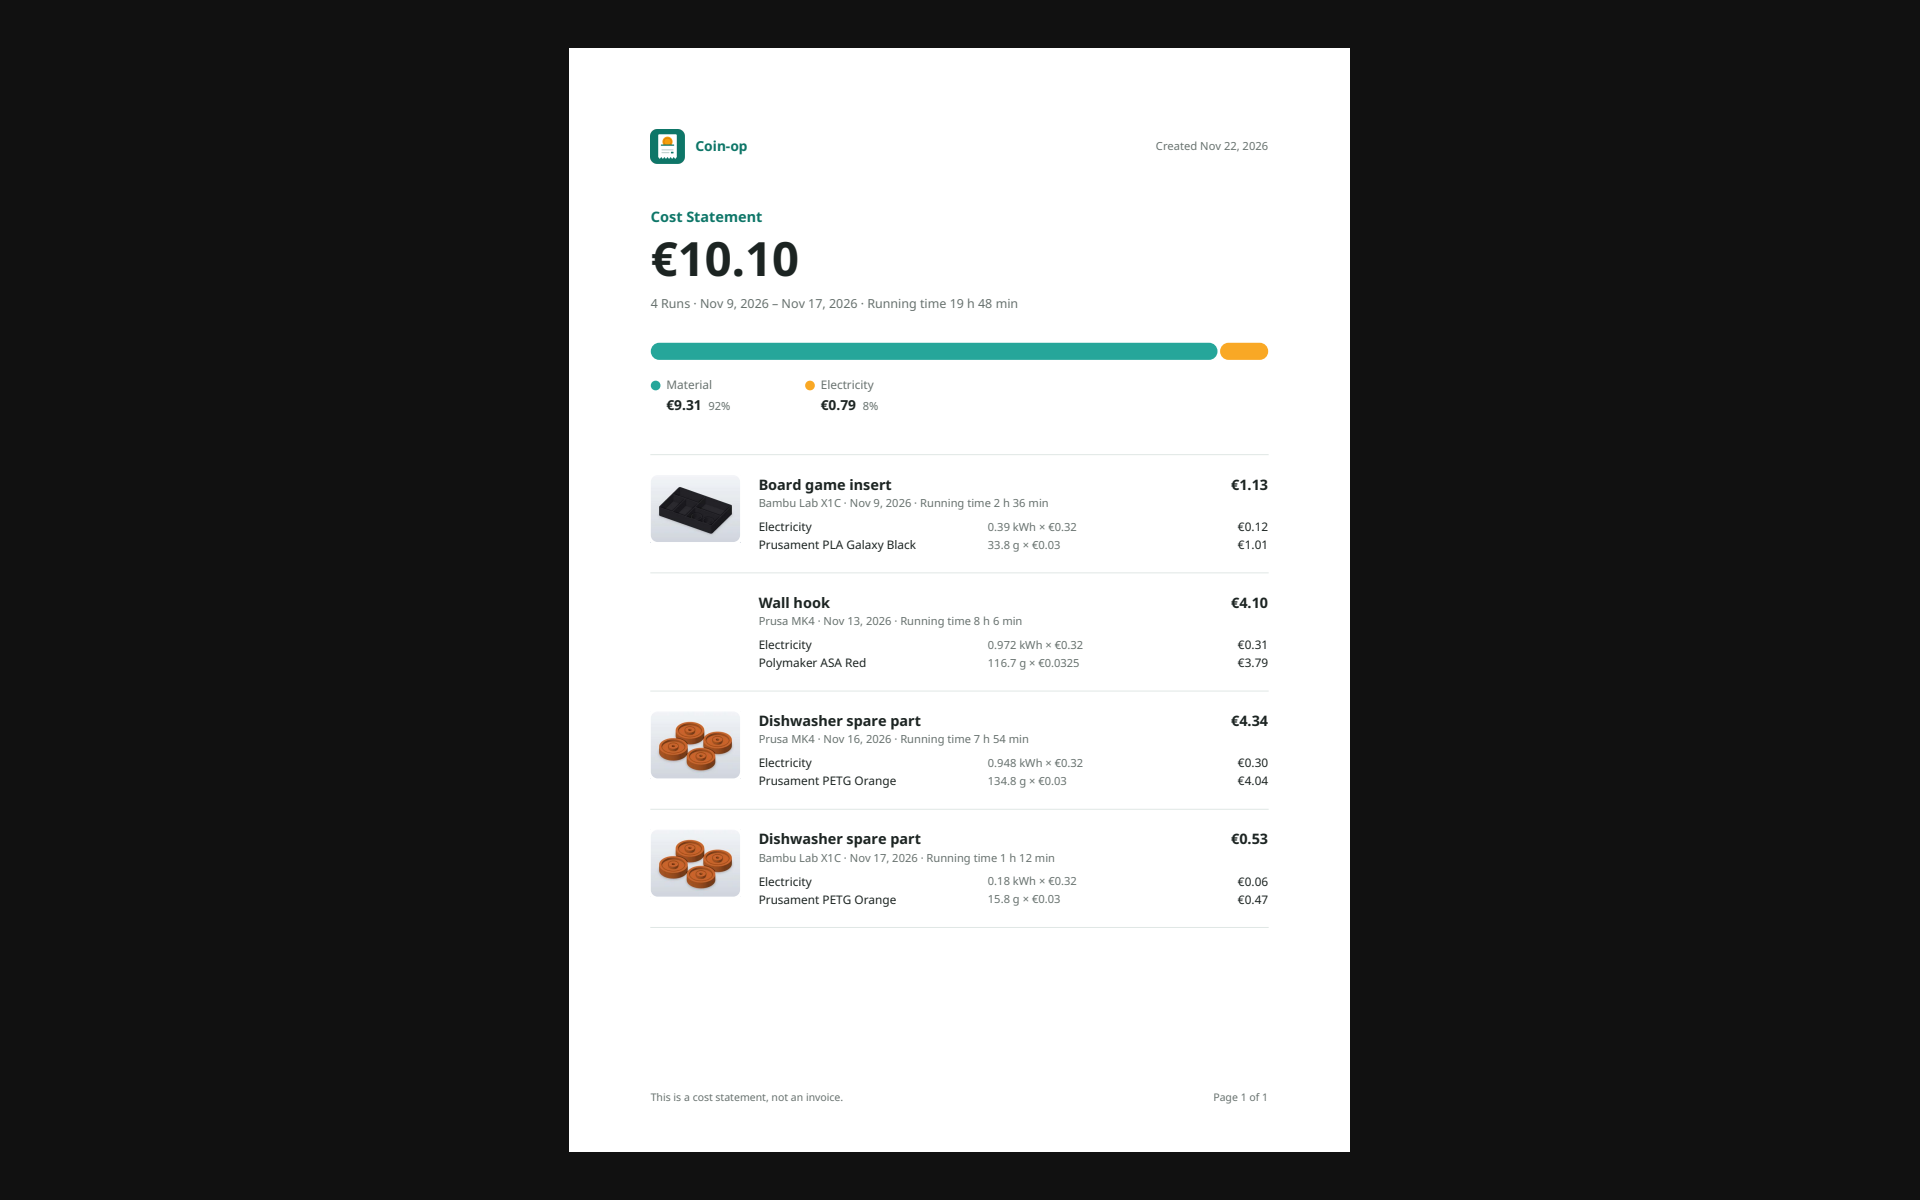 Coin-op
Created Nov 22, 2026
Cost Statement
€10.10
4 Runs · Nov 9, 2026 – Nov 17, 2026 · Running time 19 h 48 min
Material
Electricity
€9.31 92%
€0.79 8%
Board game insert €1.13
Bambu Lab X1C · Nov 9, 2026 · Running time 2 h 36 min
Electricity 0.39 kWh × €0.32 €0.12
Prusament PLA Galaxy Black 33.8 g × €0.03 €1.01
Wall hook €4.10
Prusa MK4 · Nov 13, 2026 · Running time 8 h 6 min
Electricity 0.972 kWh × €0.32 €0.31
Polymaker ASA Red 116.7 g × €0.0325 €3.79
Dishwasher spare part €4.34
Prusa MK4 · Nov 16, 2026 · Running time 7 h 54 min
Electricity 0.948 kWh × €0.32 €0.30
Prusament PETG Orange 134.8 g × €0.03 €4.04
Dishwasher spare part €0.53
Bambu Lab X1C · Nov 17, 2026 · Running time 1 h 12 min
Electricity 0.18 kWh × €0.32 €0.06
Prusament PETG Orange 15.8 g × €0.03 €0.47
This is a cost statement, not an invoice.
Page 1 of 1